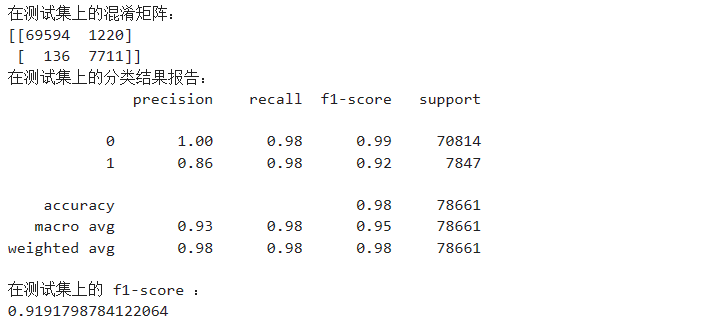 在测试集上的混淆矩阵：
[[69594  1220]
 [  136  7711]]
在测试集上的分类结果报告：
              precision    recall  f1-score   support

           0       1.00      0.98      0.99     70814
           1       0.86      0.98      0.92      7847

    accuracy                           0.98     78661
   macro avg       0.93      0.98      0.95     78661
weighted avg       0.98      0.98      0.98     78661

在测试集上的 f1-score ：
0.9191798784122064